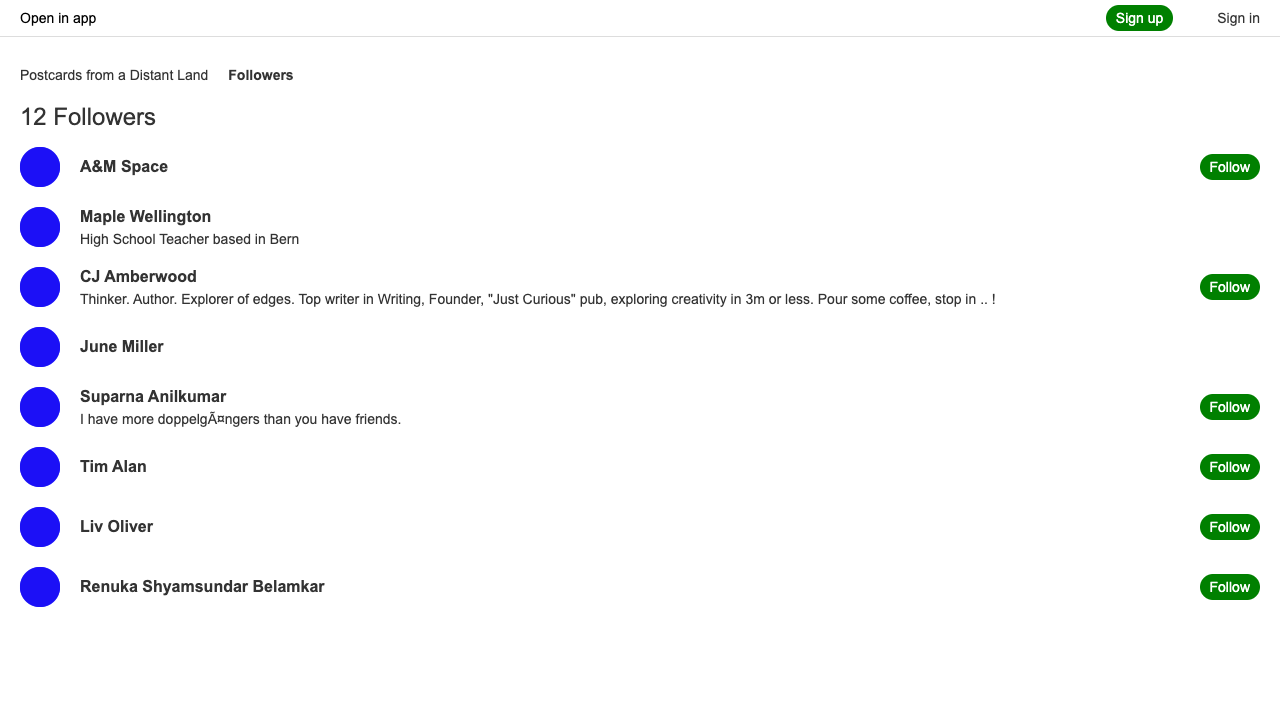 Open in app
Sign up
Sign in
Postcards from a Distant Land
Followers
12 Followers
A&M Space
Follow
Maple Wellington
High School Teacher based in Bern
CJ Amberwood
Thinker. Author. Explorer of edges. Top writer in Writing, Founder, "Just Curious" pub, exploring creativity in 3m or less. Pour some coffee, stop in .. !
Follow
June Miller
Suparna Anilkumar
I have more doppelgÃ¤ngers than you have friends.
Follow
Tim Alan
Follow
Liv Oliver
Follow
Renuka Shyamsundar Belamkar
Follow